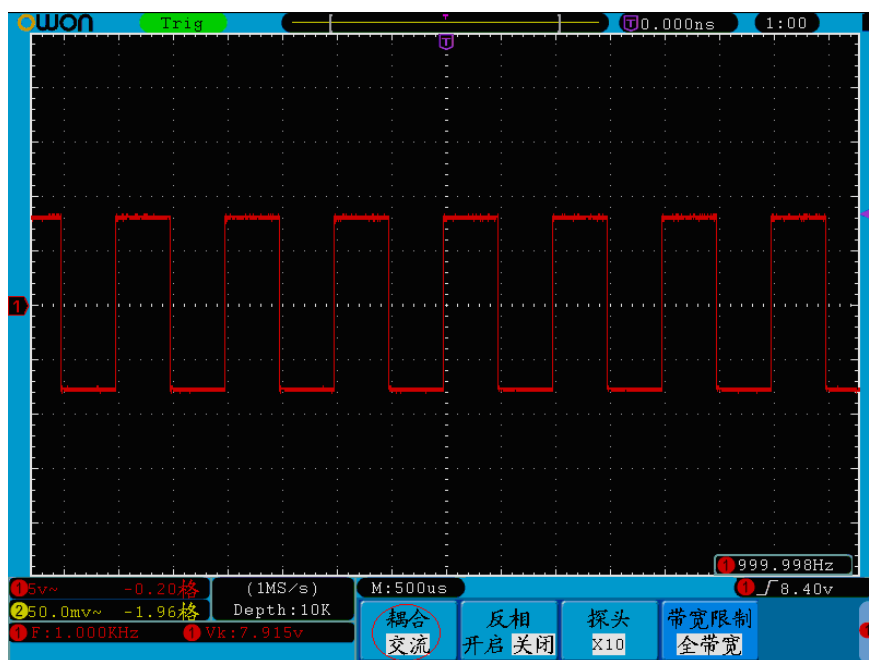 OWON Trig T T 0.000ns 1:00
T
1
1 999.998Hz
1 5v~ -0.20格 (1MS/s) M:500us 1 8.40v
2 50.0mv~ -1.96格 Depth:10K
1 F:1.000KHz 1 Vk:7.915v
耦合 反相 探头 带宽限制
交流 开启 关闭 X10 全带宽